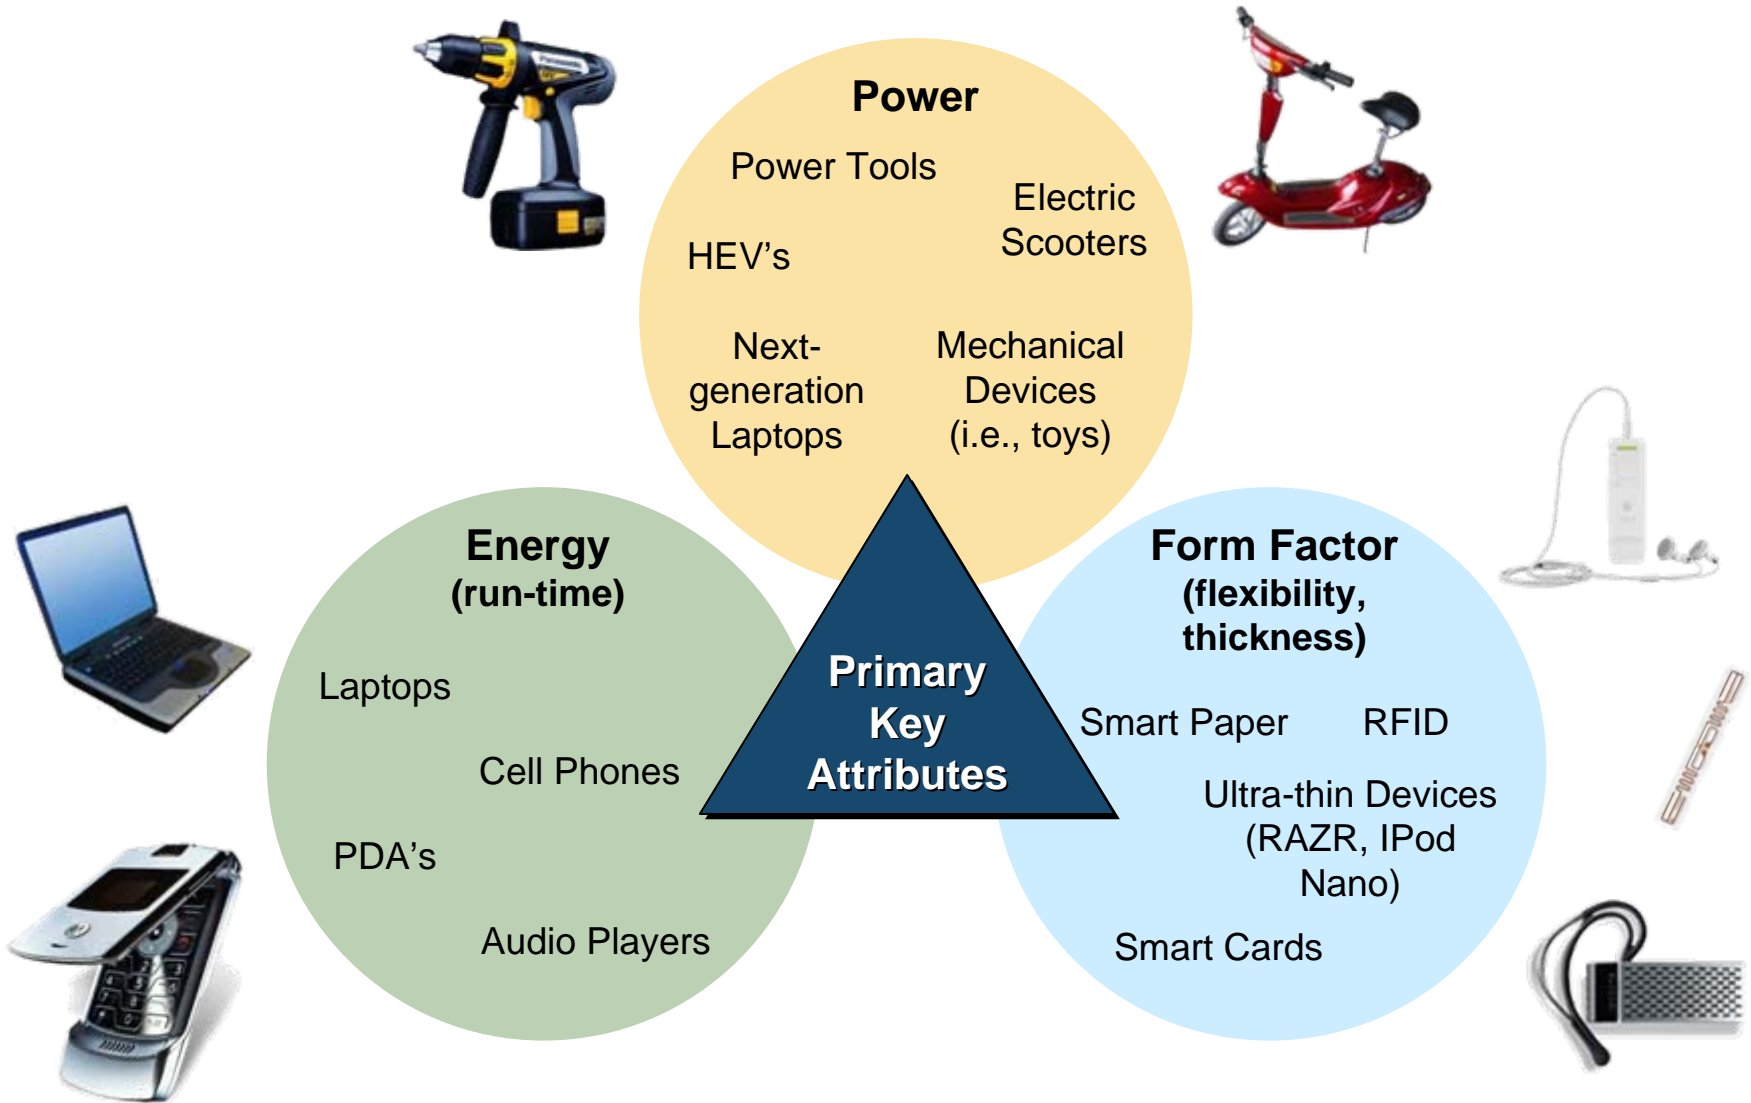 Power
Power Tools
Electric
Scooters
HEV's
Next-
generation
Laptops
Mechanical
Devices
(i.e., toys)
Energy
(run-time)
Laptops
Cell Phones
PDA's
Audio Players
Primary
Key
Attributes
Form Factor
(flexibility,
thickness)
Smart Paper
RFID
Ultra-thin Devices
(RAZR, IPod
Nano)
Smart Cards
Panasonic